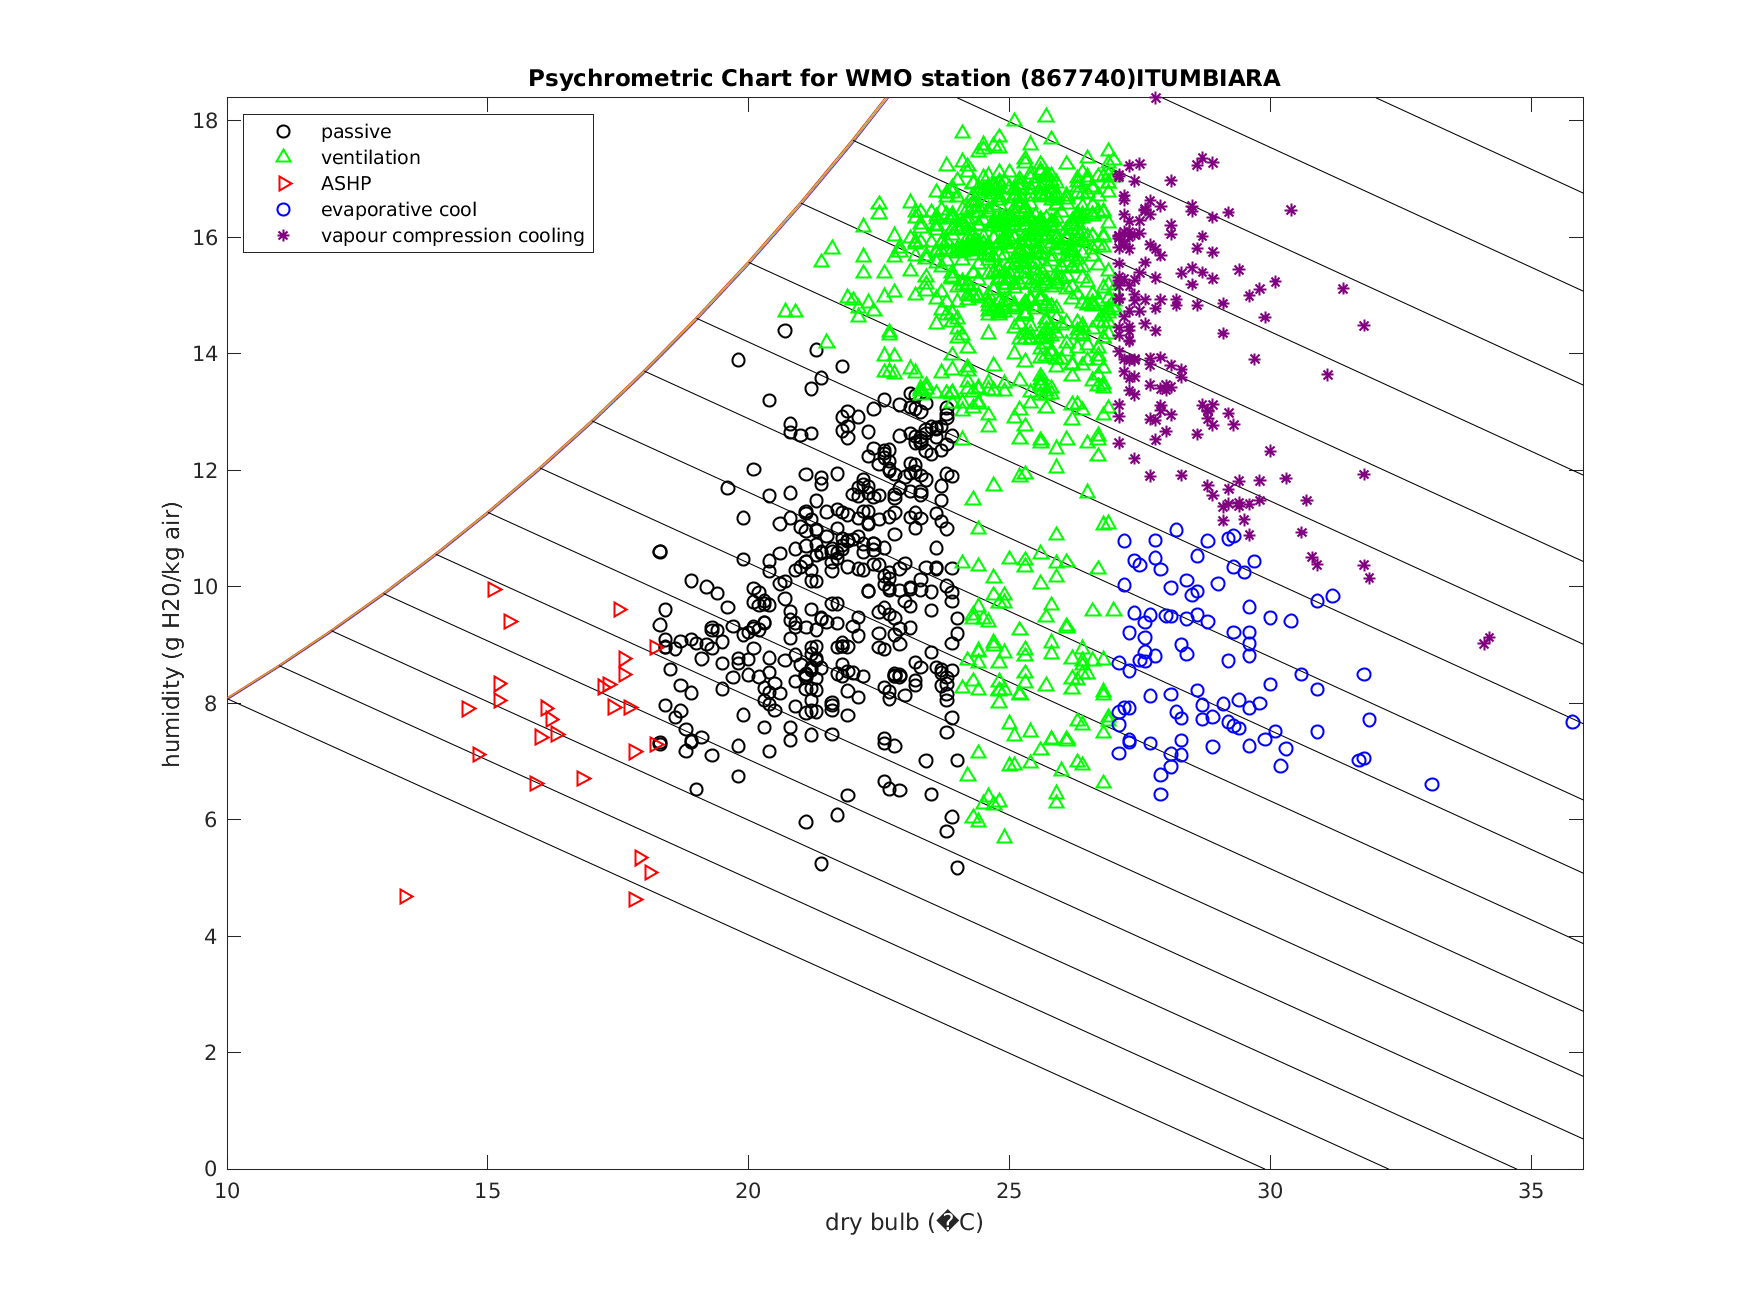 Psychrometric Chart for WMO station (867740)ITUMBIARA
passive
ventilation
ASHP
evaporative cool
vapour compression cooling
humidity (g H20/kg air)
18
16
14
12
10
8
6
4
2
0
10
15
20
25
30
35
dry bulb (�C)